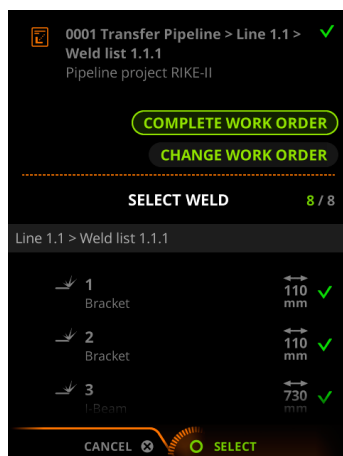 0001 Transfer Pipeline > Line 1.1 >
Weld list 1.1.1
Pipeline project RIKE-II
COMPLETE WORK ORDER
CHANGE WORK ORDER
SELECT WELD 8 / 8
Line 1.1 > Weld list 1.1.1
1
Bracket
110
mm
2
Bracket
110
mm
3
I-Beam
730
mm
CANCEL
SELECT